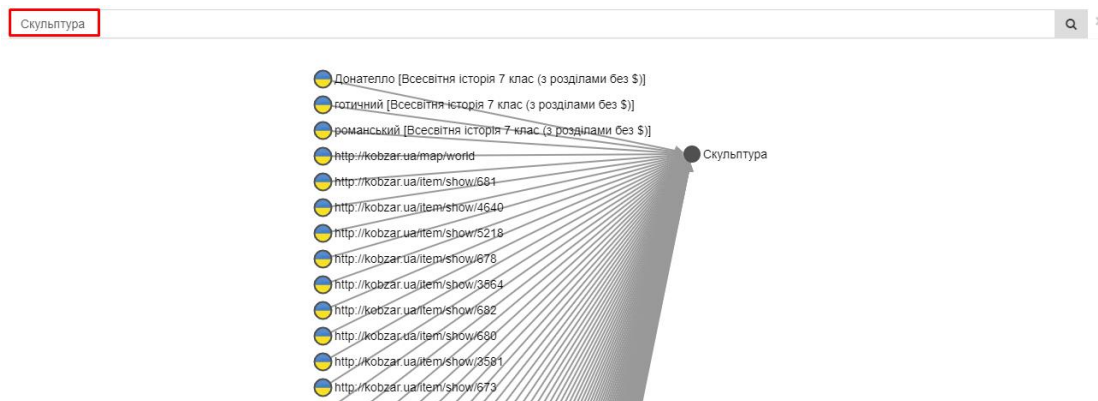 Скульптура
Донателло [Всесвітня історія 7 клас (з розділами без $)]
готичний [Всесвітня історія 7 клас (з розділами без $)]
романський [Всесвітня історія 7 клас (з розділами без $)]
http://kobzar.ua/map/world
Скульптура
http://kobzar.ua/item/show/681
http://kobzar.ua/item/show/4640
http://kobzar.ua/item/show/5218
http://kobzar.ua/item/show/678
http://kobzar.ua/item/show/3564
http://kobzar.ua/item/show/682
http://kobzar.ua/item/show/680
http://kobzar.ua/item/show/3581
http://kobzar.ua/item/show/673